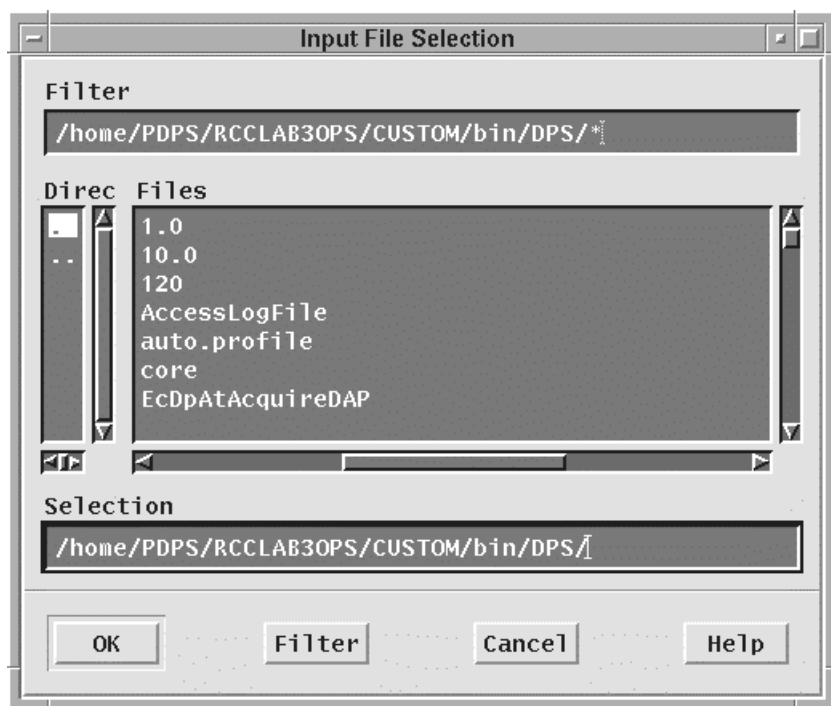 Input File Selection
Filter
/home/PDPS/RCCLAB3OPS/CUSTOM/bin/DPS/*
Direc Files
.
..
1.0
10.0
120
AccessLogFile
auto.profile
core
EcDpAtAcquireDAP
Selection
/home/PDPS/RCCLAB3OPS/CUSTOM/bin/DPS/
OK Filter Cancel Help